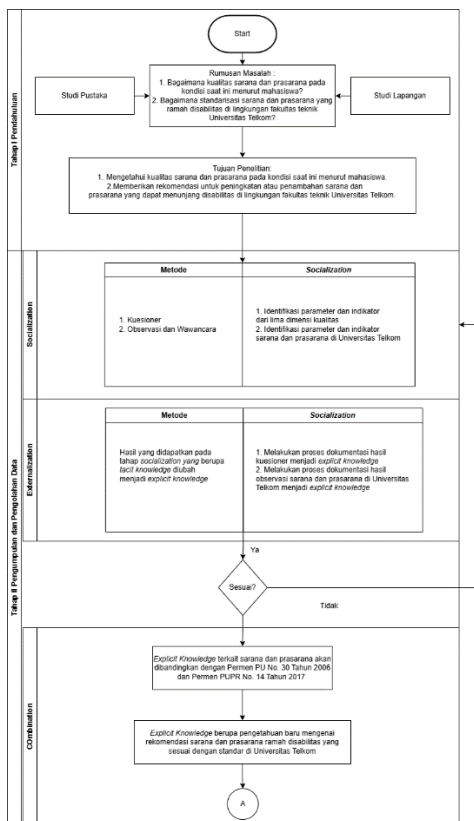 Tahap I Pendahuluan
Start
Rumusan Masalah :
1. Bagaimana kualitas sarana dan prasarana pada
kondisi saat ini menurut mahasiswa?
2. Bagaimana standarisasi sarana dan prasarana yang
ramah disabilitas di lingkungan fakultas teknik
Universitas Telkom?
Studi Pustaka
Studi Lapangan
Tujuan Penelitian:
1. Mengetahui kualitas sarana dan prasarana pada kondisi saat ini menurut mahasiswa.
2.Memberikan rekomendasi untuk peningkatan atau penambahan sarana dan
prasarana yang dapat menunjang disabilitas di lingkungan fakultas teknik Universitas Telkom.
Tahap II Pengumpulan dan Pengolahan Data
Socialization
Metode
Socialization
1. Kuesioner
2. Observasi dan Wawancara
1. Identifikasi parameter dan indikator
dari lima dimensi kualitas
2. Identifikasi parameter dan indikator
sarana dan prasarana di Universitas Telkom
Externalization
Metode
Socialization
Hasil yang didapatkan pada
tahap socialization yang berupa
tacit knowledge diubah
menjadi explicit knowledge
1. Melakukan proses dokumentasi hasil
kuesioner menjadi explicit knowledge
2. Melakukan proses dokumentasi hasil
observasi sarana dan prasarana di Universitas
Telkom menjadi explicit knowledge
Ya
Sesuai?
Tidak
COmbination
Explicit Knowledge terkait sarana dan prasarana akan
dibandingkan dengan Permen PU No. 30 Tahun 2006
dan Permen PUPR No. 14 Tahun 2017
Explicit Knowledge berupa pengetahuan baru mengenai
rekomendasi sarana dan prasarana ramah disabilitas yang
sesuai dengan standar di Universitas Telkom
A